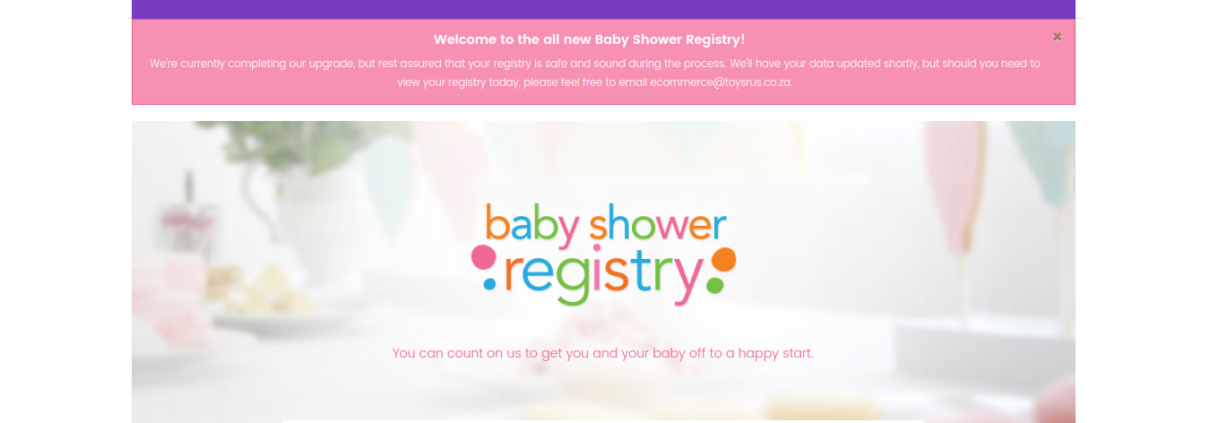 Welcome to the all new Baby Shower Registry!
×
We're currently completing our upgrade, but rest assured that your registry is safe and sound during the process. We'll have your data updated shortly, but should you need to
view your registry today, please feel free to email ecommerce@toysrus.co.za.
baby shower
registry
You can count on us to get you and your baby off to a happy start.